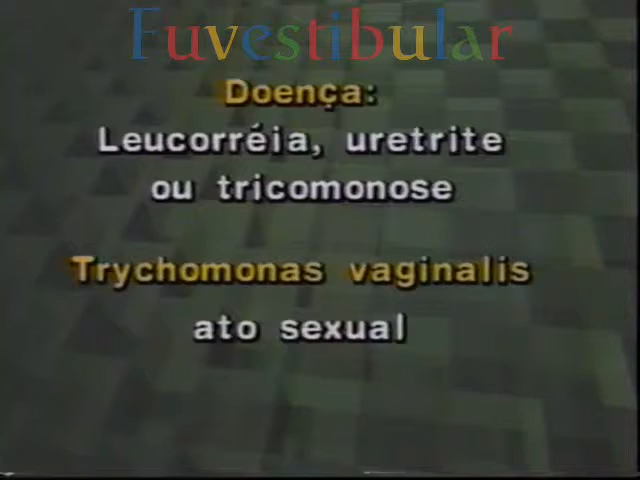 Fuvestibular
Doença:
Leucorréia, uretrite
ou tricomonose
Trychomonas vaginalis
ato sexual